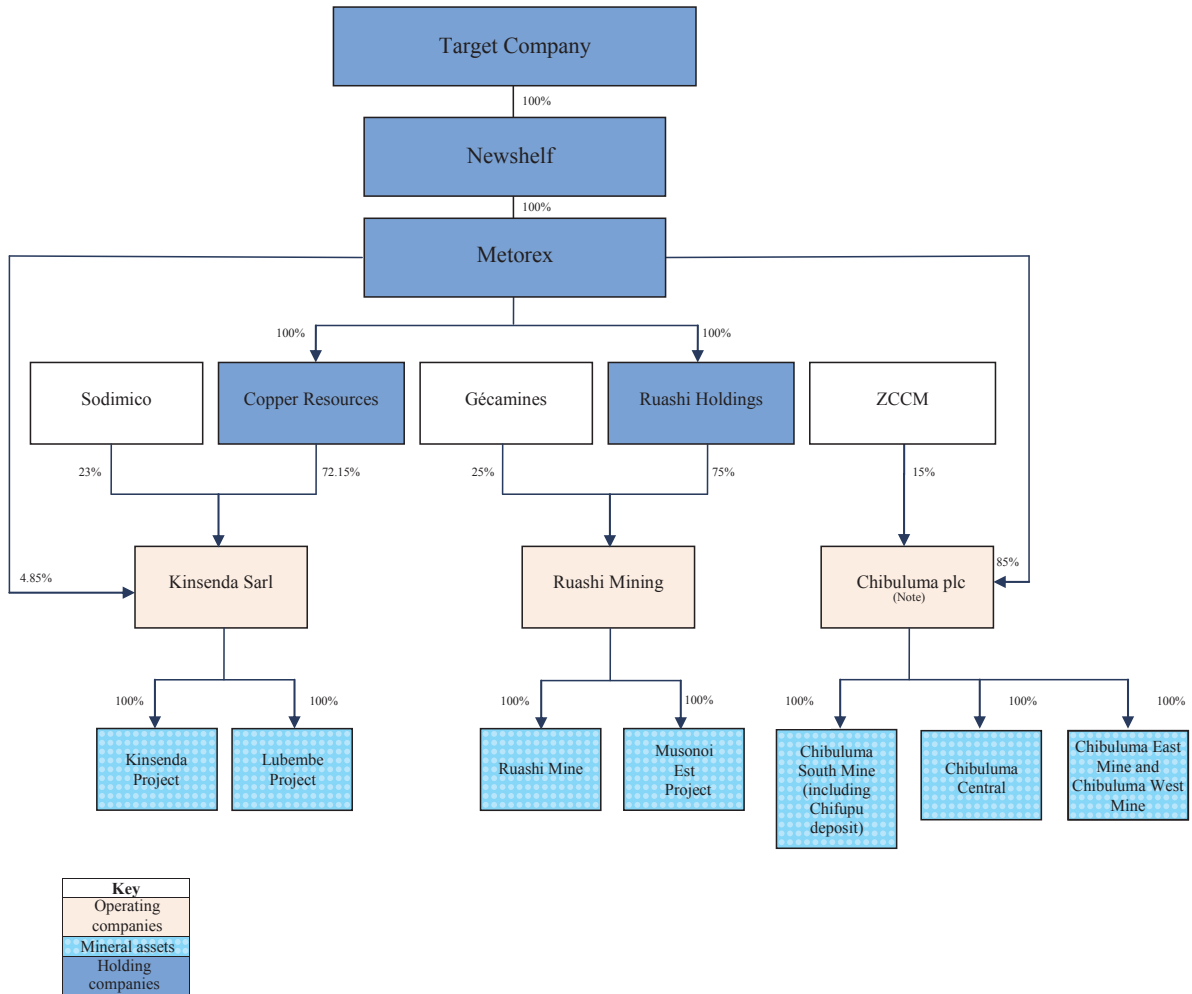 Target Company
100%
Newshelf
100%
Metorex
100%
100%
Sodimico
Copper Resources
Gécamines
Ruashi Holdings
ZCCM
23%
72.15%
25%
75%
15%
4.85%
Kinsenda Sarl
Ruashi Mining
Chibuluma plc
(Note)
85%
100%
100%
100%
100%
100%
100%
100%
Kinsenda
Project
Lubembe
Project
Ruashi Mine
Musonoi
Est
Project
Chibuluma
South Mine
(including
Chifupu
deposit)
Chibuluma
Central
Chibuluma East
Mine and
Chibuluma West
Mine
Key
Operating
companies
Mineral assets
Holding
companies